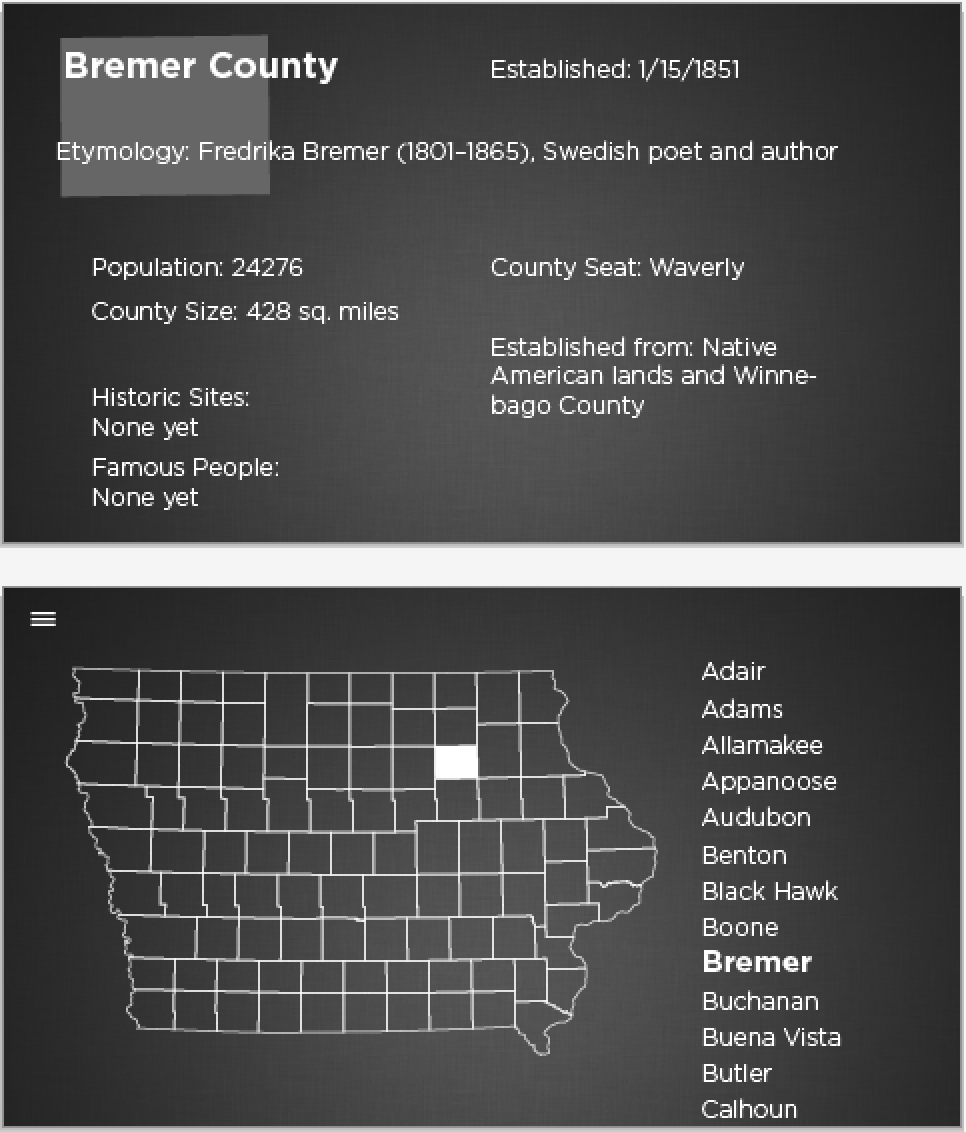 Bremer County
Established: 1/15/1851
Etymology: Fredrika Bremer (1801–1865), Swedish poet and author
Population: 24276
County Size: 428 sq. miles
Historic Sites:
None yet
Famous People:
None yet
County Seat: Waverly
Established from: Native
American lands and Winne-
bago County
Adair
Adams
Allamakee
Appanoose
Audubon
Benton
Black Hawk
Boone
Bremer
Buchanan
Buena Vista
Butler
Calhoun